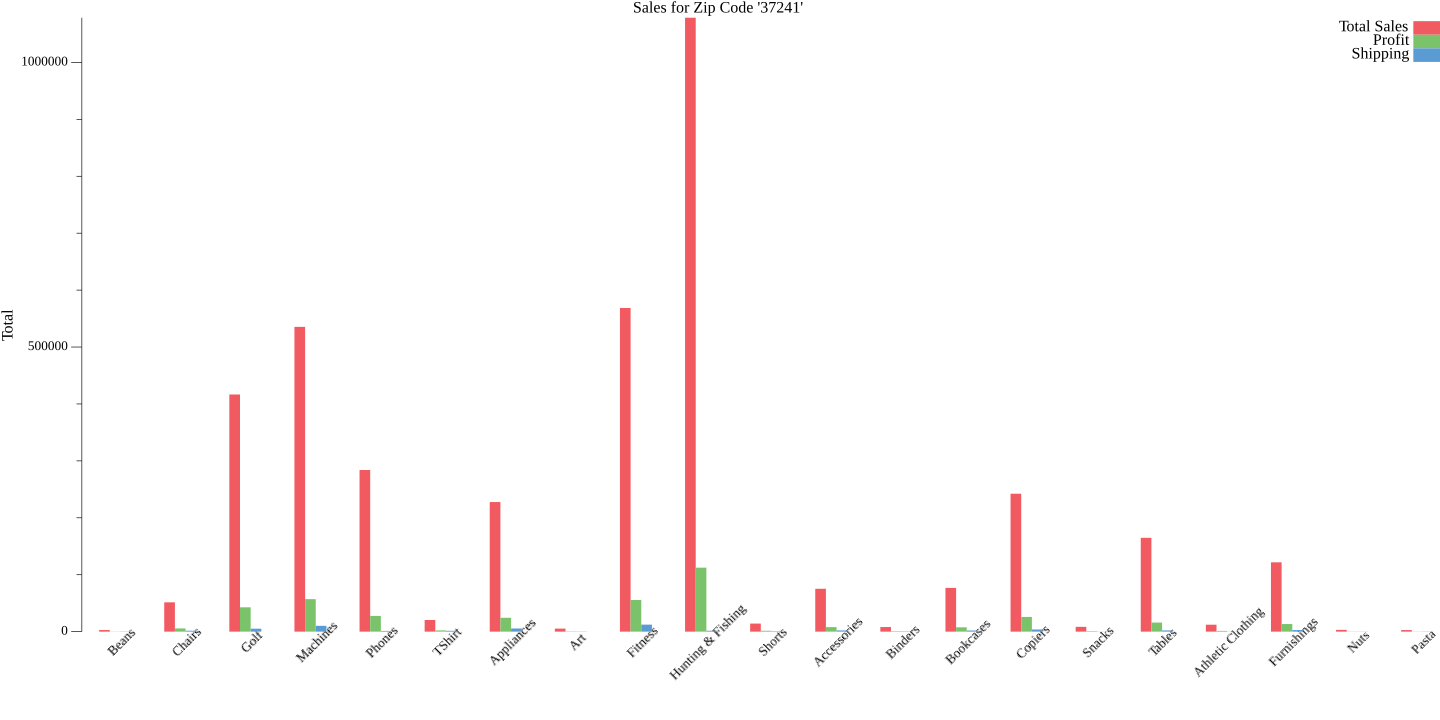 Sales for Zip Code '37241'
Total Sales
Profit
Shipping
1000000
500000
0
Total
Beans
Chairs
Golf
Machines
Phones
TShirt
Appliances
Art
Fitness
Hunting & Fishing
Shorts
Accessories
Binders
Bookcases
Copiers
Snacks
Tables
Athletic Clothing
Furnishings
Nuts
Pasta